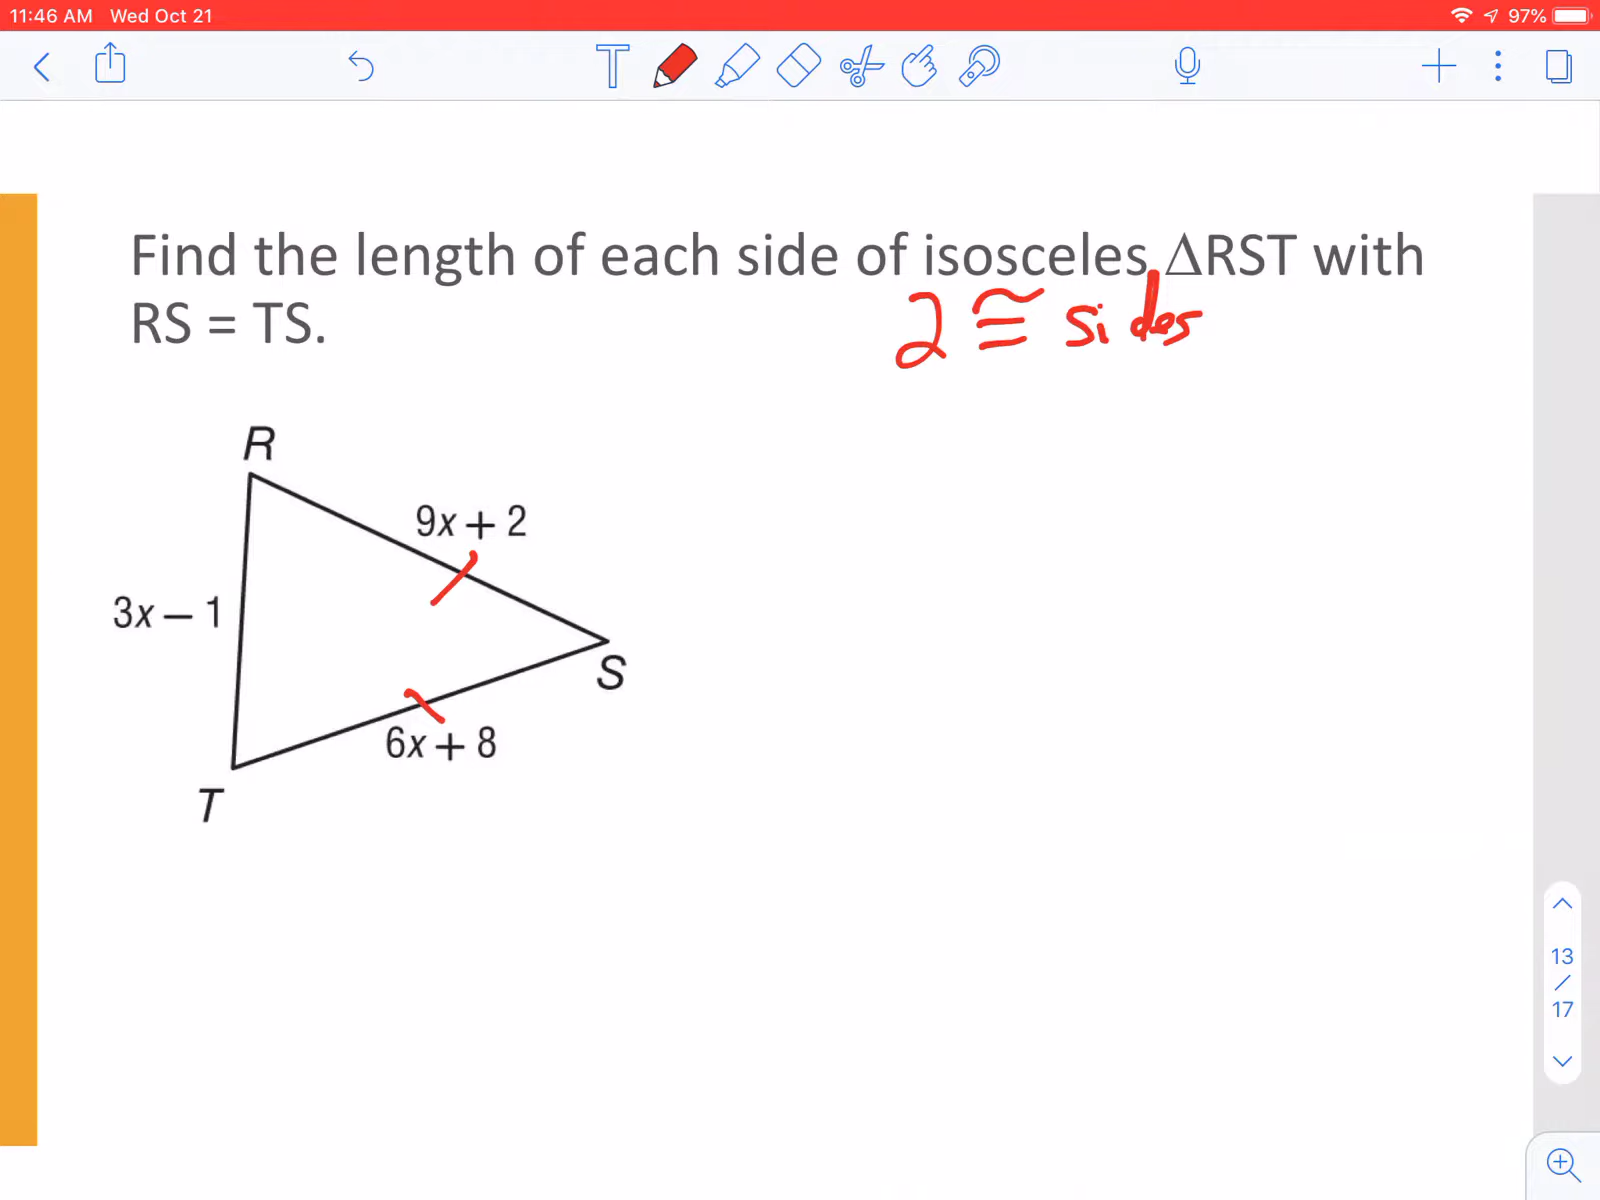 11:46 AM Wed Oct 21
97%
T
Find the length of each side of isosceles ΔRST with
RS = TS.
2 ≅ sides
R
9x + 2
3x – 1
S
6x + 8
T
13
/
17